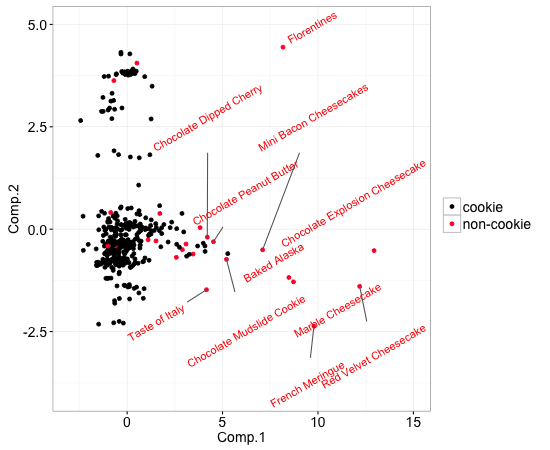 5.0
Florentines
Chocolate Dipped Cherry
Mini Bacon Cheesecakes
2.5
Chocolate Peanut Butter
Chocolate Explosion Cheesecake
cookie
non-cookie
Comp.2
0.0
Baked Alaska
Taste of Italy
Chocolate Mudslide Cookie
Marble Cheesecake
-2.5
French Meringue
Red Velvet Cheesecake
0
5
10
15
Comp.1